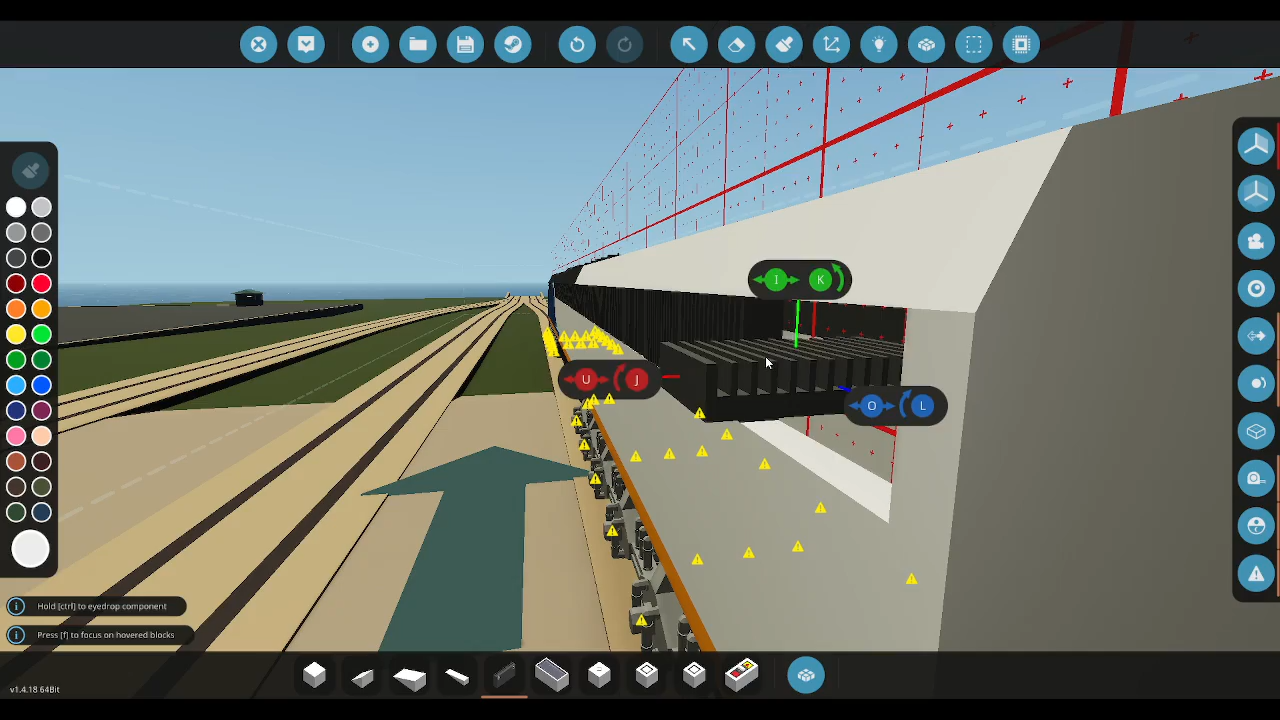 I K
U J
O L
Hold [ctrl] to eyedrop component
Press [f] to focus on hovered blocks
v1.4.18 64Bit